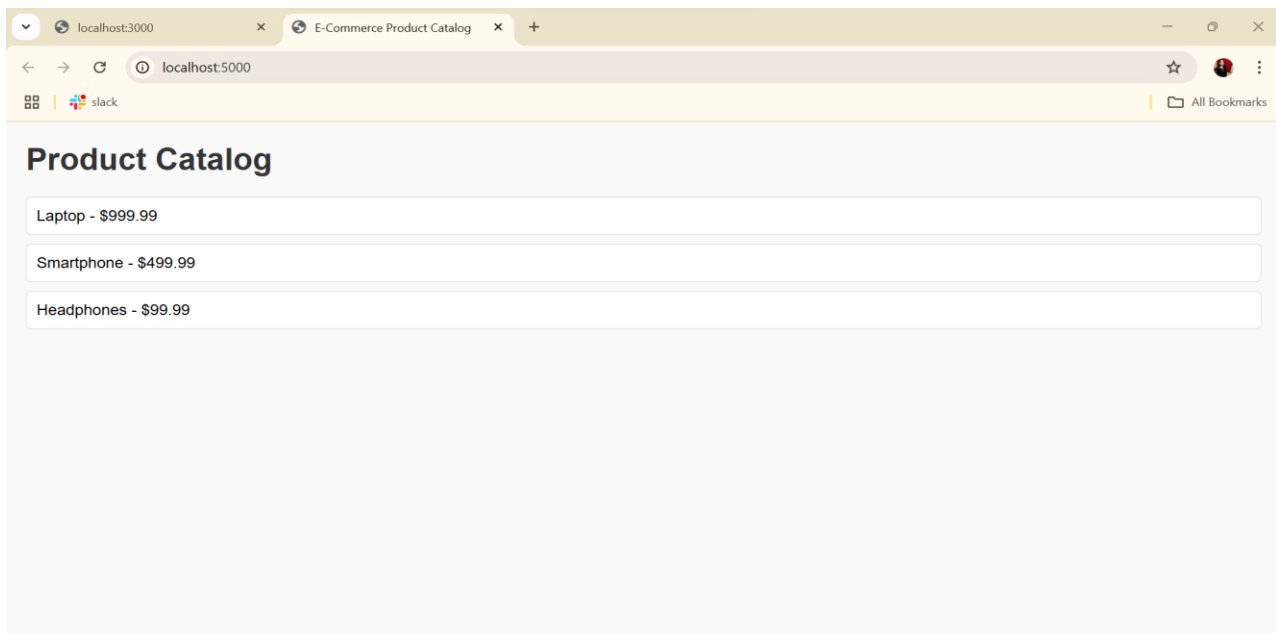 localhost:3000
E-Commerce Product Catalog
localhost:5000
slack
All Bookmarks
Product Catalog
Laptop - $999.99
Smartphone - $499.99
Headphones - $99.99